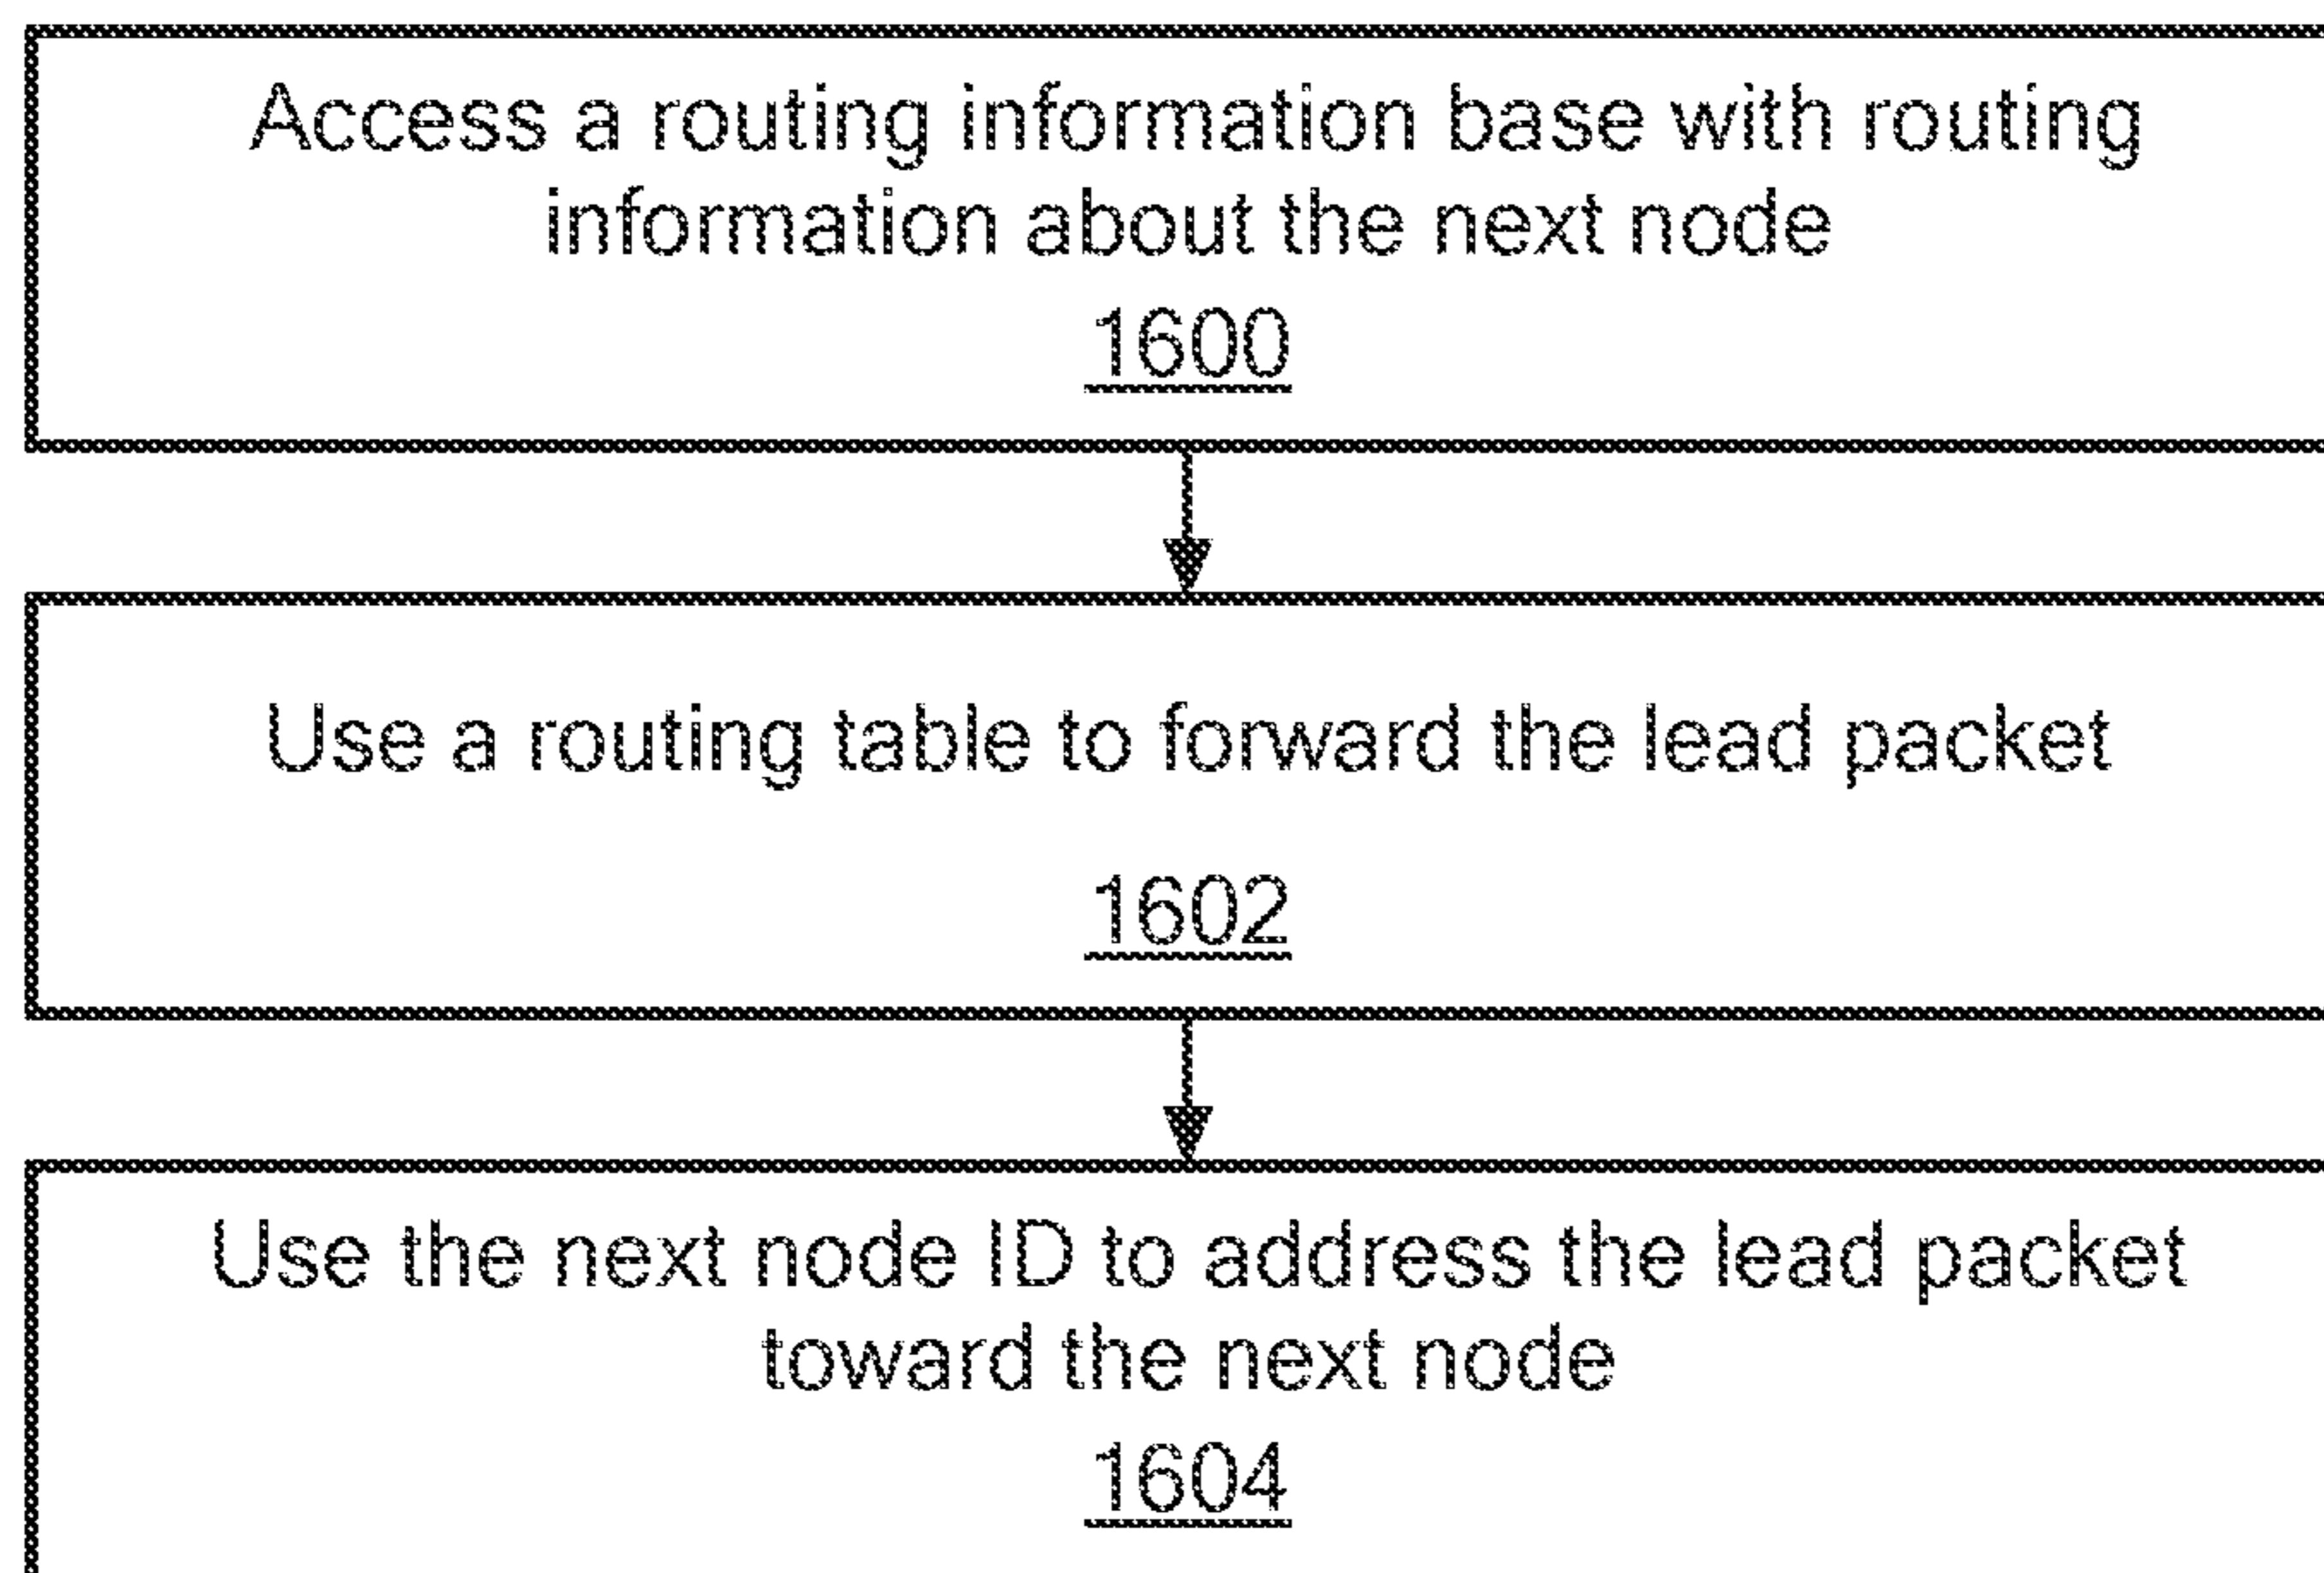 Access a routing information base with routing
information about the next node
1600
Use a routing table to forward the lead packet
1602
Use the next node ID to address the lead packet
toward the next node
1604